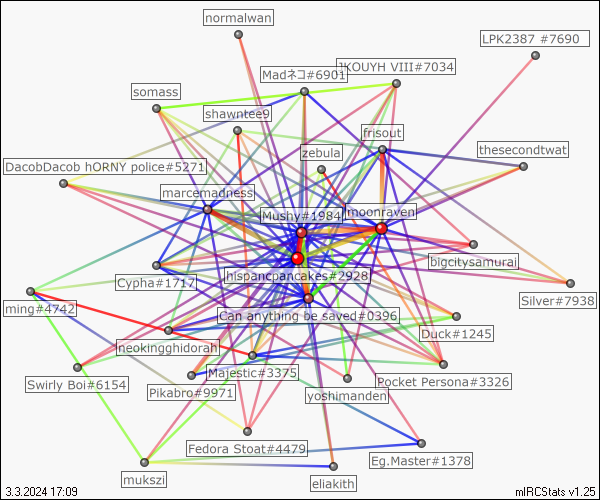 normalwan
LPK2387 #7690
Madネコ#6901
IKOUYH VIII#7034
somass
shawntee9
frisout
zebula
thesecondtwat
DacobDacob hORNY police#5271
marcemadness
Mushy#1984
moonraven
bigcitysamurai
hispancpancakes#2928
Cypha#1717
Silver#7938
ming#4742
Can anything be saved#0396
Duck#1245
neokingghidorah
Majestic#3375
Pocket Persona#3326
Swirly Boi#6154
Pikabro#9971
yoshimanden
Fedora Stoat#4479
Eg.Master#1378
mukszi
eliakith
3.3.2024 17:09
mIRCStats v1.25